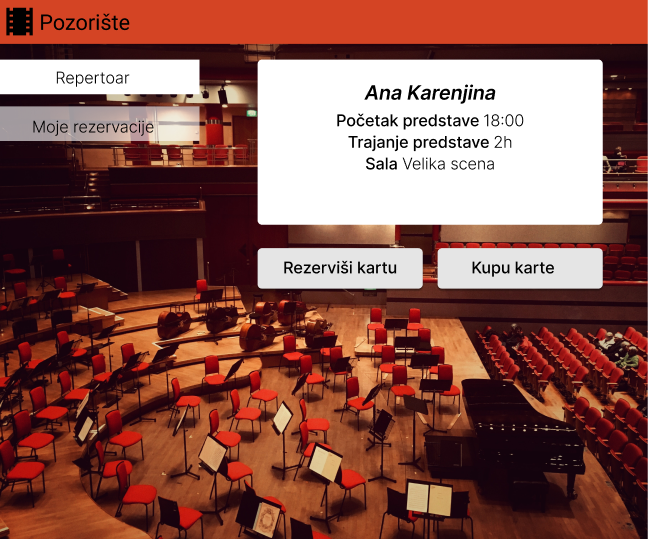 Pozorište
Repertoar
Moje rezervacije
Ana Karenjina
Početak predstave 18:00
Trajanje predstave 2h
Sala Velika scena
Rezerviši kartu
Kupu karte